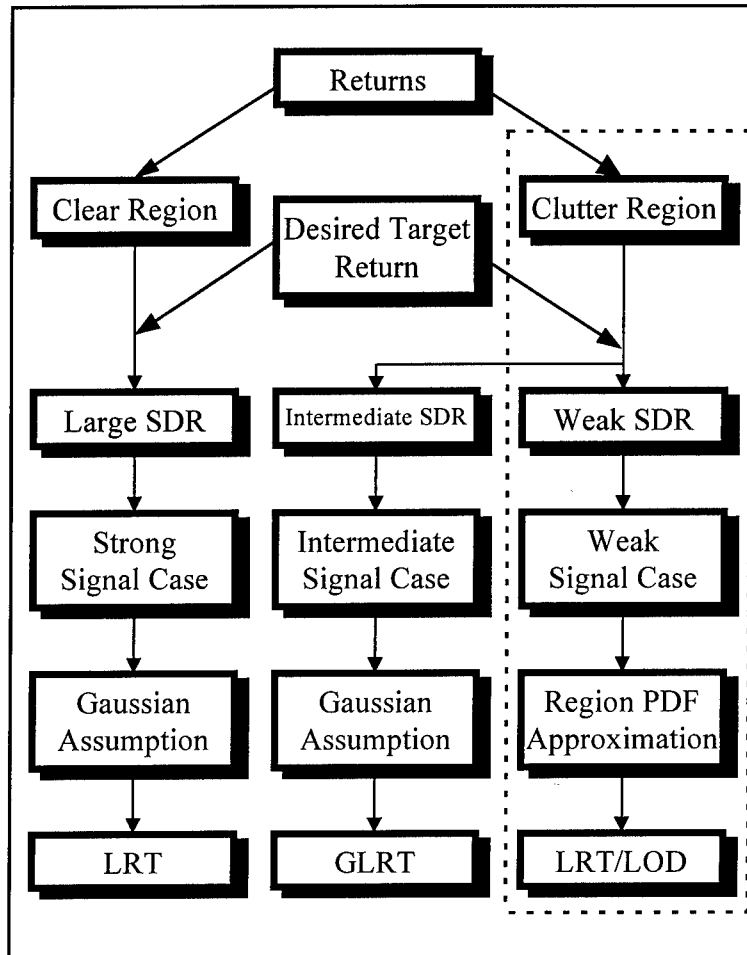 Returns
Clear Region
Clutter Region
Desired Target
Return
Large SDR
Intermediate SDR
Weak SDR
Strong
Signal Case
Intermediate
Signal Case
Weak
Signal Case
Gaussian
Assumption
Gaussian
Assumption
Region PDF
Approximation
LRT
GLRT
LRT/LOD